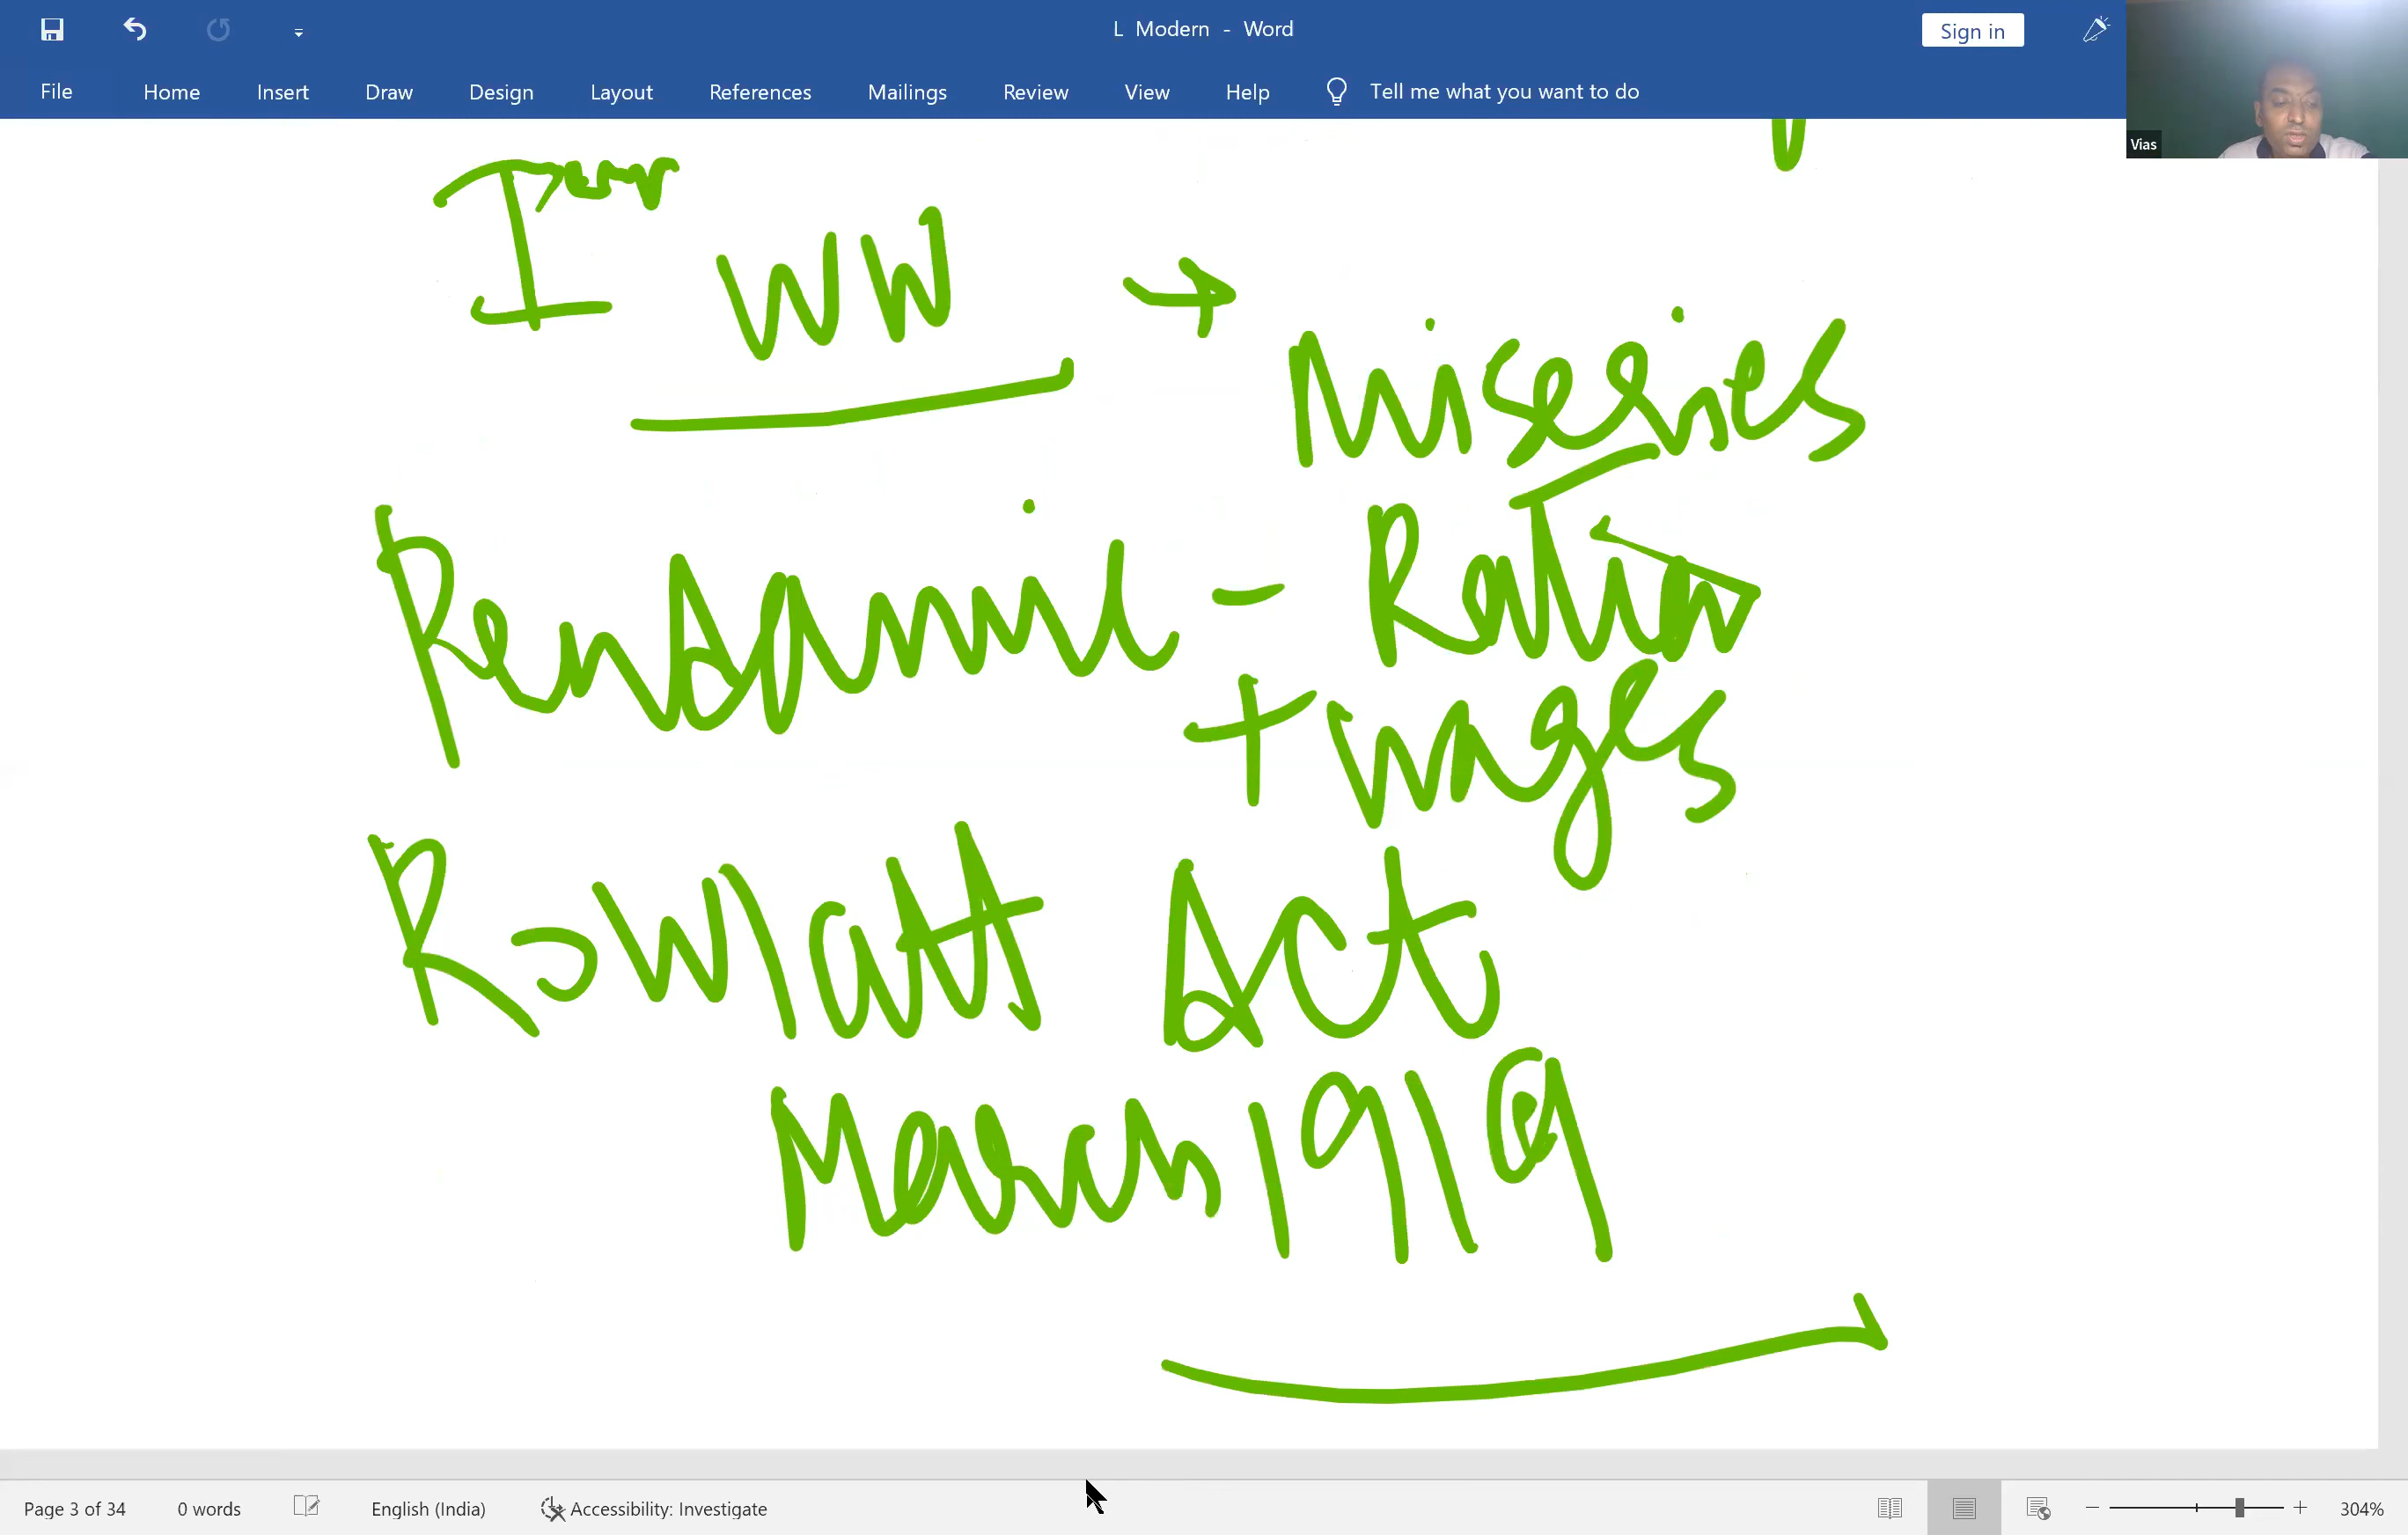 L Modern - Word
Sign in
File Home Insert Draw Design Layout References Mailings Review View Help Tell me what you want to do
Vias
I WW → Miseries
Pendamic - Ration
+ Wages
Rowlatt Act
March 1919
Page 3 of 34 0 words English (India) Accessibility: Investigate 304%